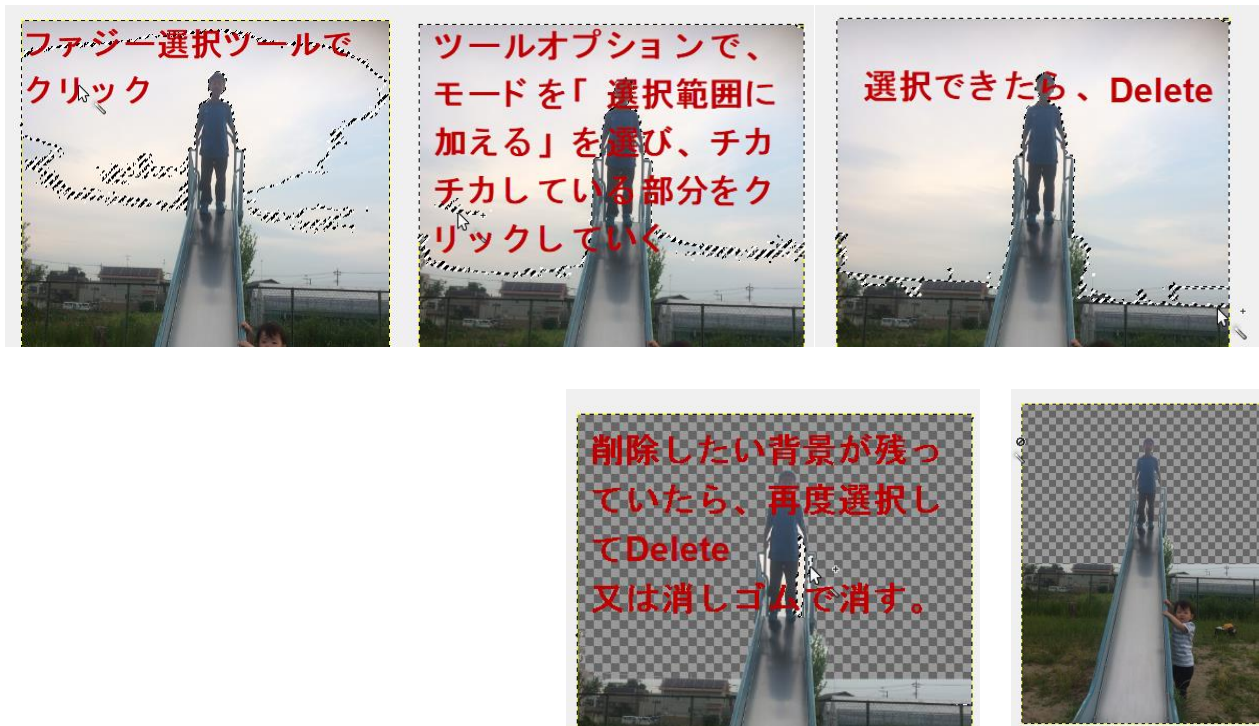 ファジー選択ツールで
クリック
ツールオプションで、
モードを「選択範囲に
加える」を選び、チカ
チカしている部分をク
リックしていく
選択できたら、Delete
削除したい背景が残っ
ていたら、再度選択し
てDelete
又は消しゴムで消す。